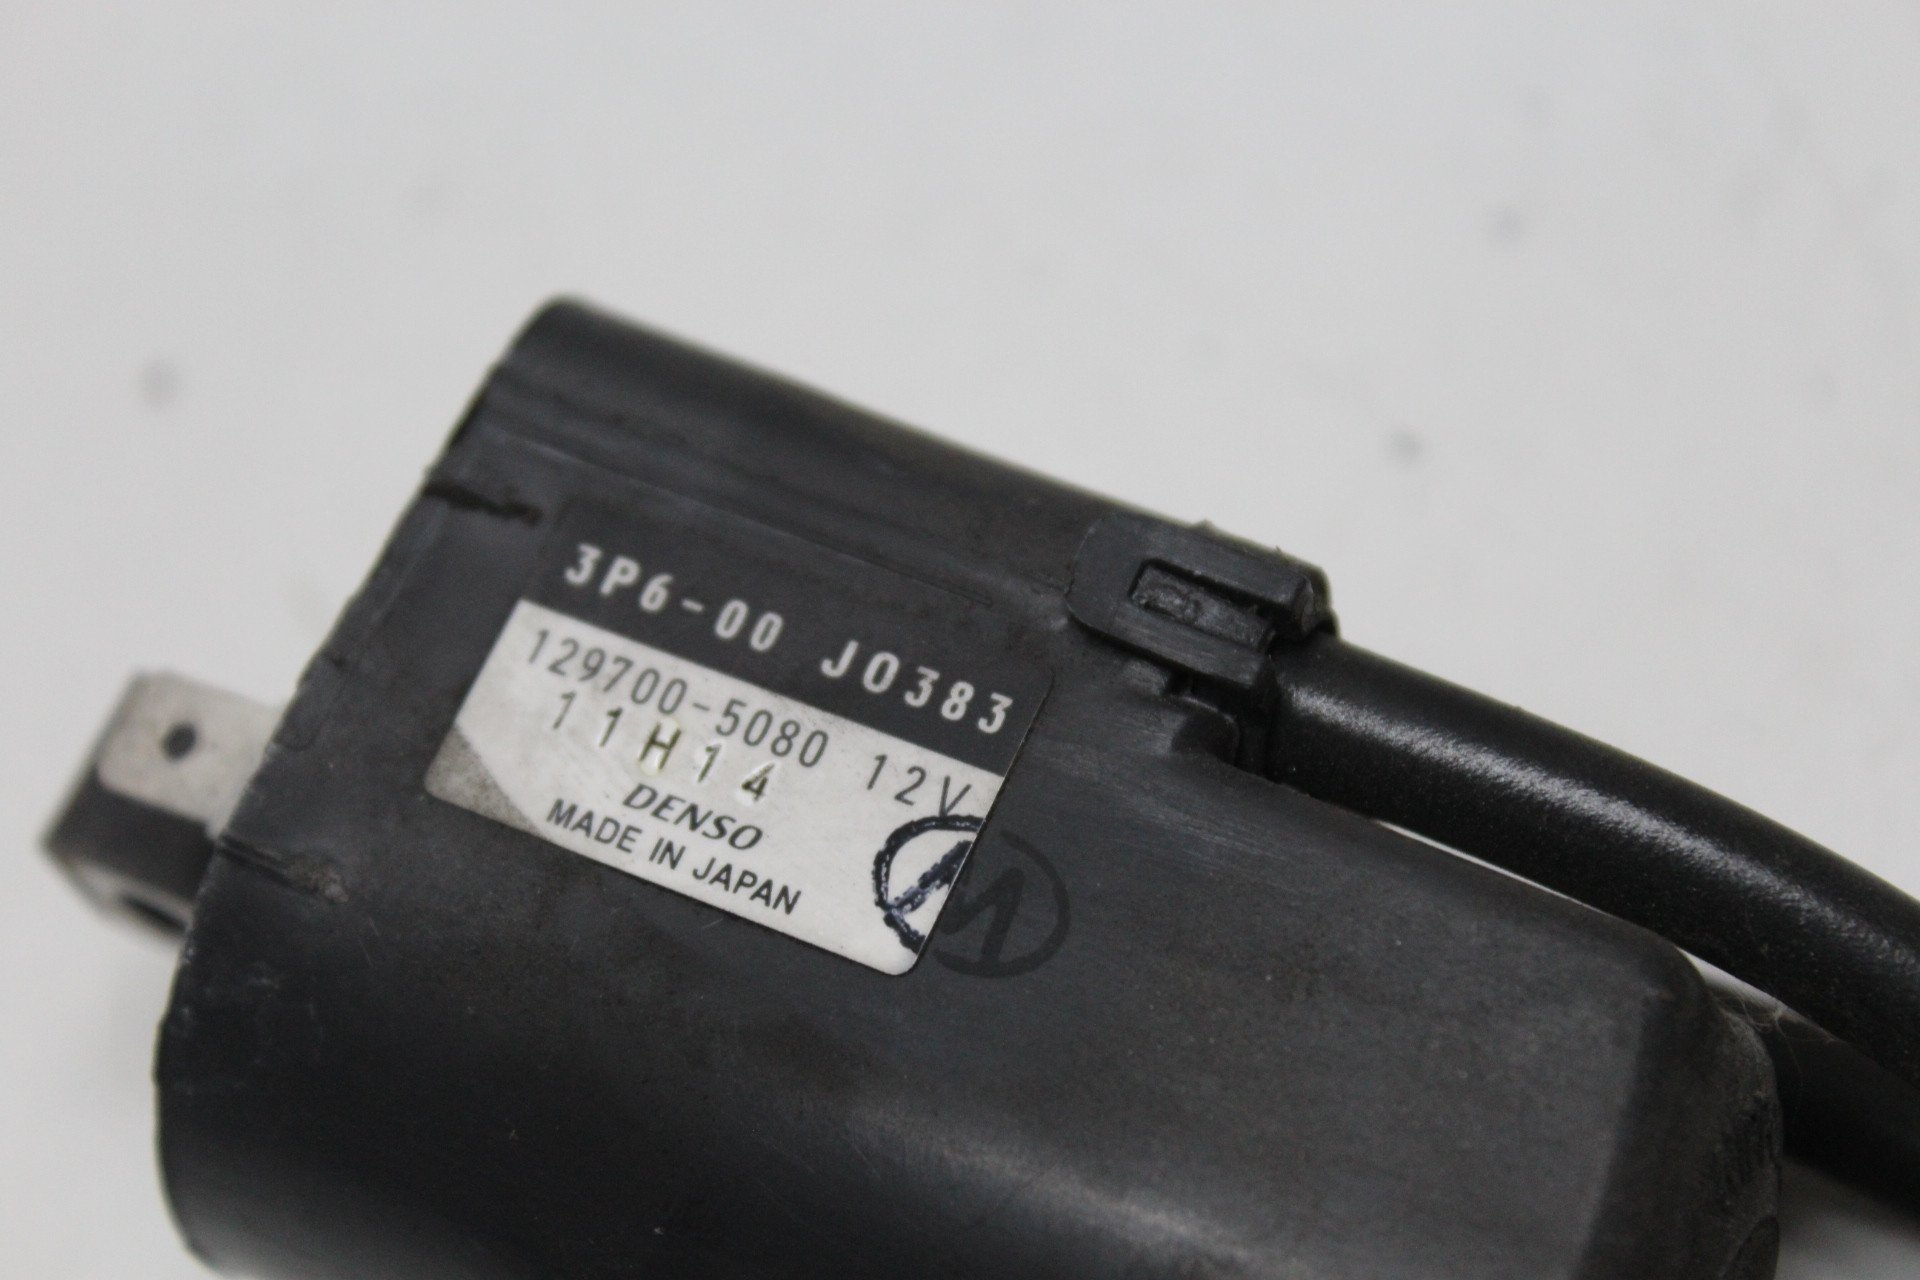 3P6-00 J0383
129700-5080 12V
11H14
DENSO
MADE IN JAPAN
M